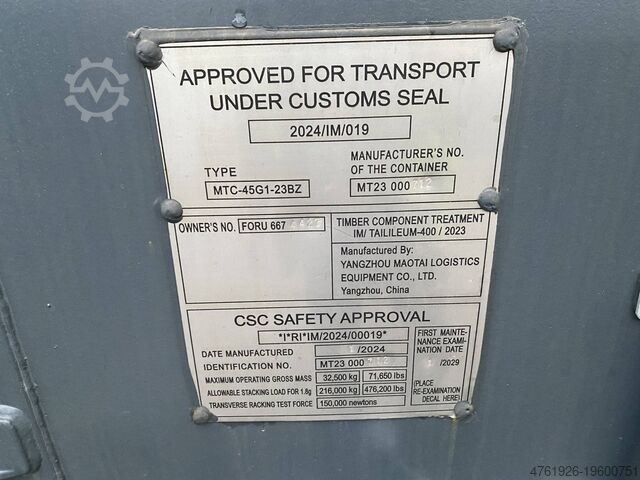 APPROVED FOR TRANSPORT
UNDER CUSTOMS SEAL
2024/IM/019
TYPE
MTC-45G1-23BZ
MANUFACTURER'S NO.
OF THE CONTAINER
MT23 000712
OWNER'S NO. FORU 667
TIMBER COMPONENT TREATMENT
IM/ TAILILEUM-400 / 2023
Manufactured By:
YANGZHOU MAOTAI LOGISTICS
EQUIPMENT CO., LTD.
Yangzhou, China
CSC SAFETY APPROVAL
*I*RI*IM/2024/00019*
DATE MANUFACTURED /2024
IDENTIFICATION NO. MT23 000712
MAXIMUM OPERATING GROSS MASS 32,500 kg 71,650 lbs
ALLOWABLE STACKING LOAD FOR 1.8g 216,000 kg 476,200 lbs
TRANSVERSE RACKING TEST FORCE 150,000 newtons
FIRST MAINTE-
NANCE EXAMI-
NATION DATE
/2029
(PLACE
RE-EXAMINATION
DECAL HERE)
4761926-19600751